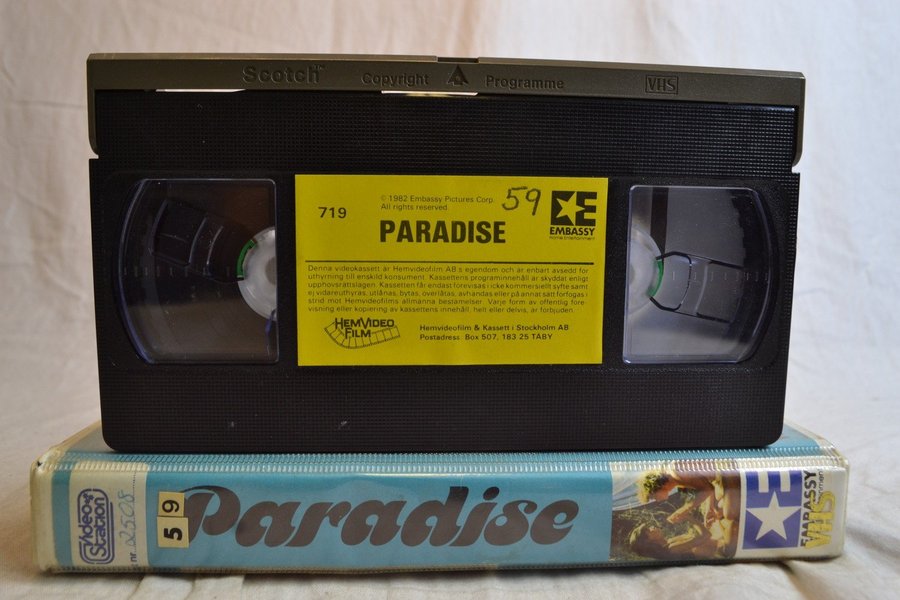 Scotch Copyright Programme VHS
719
© 1982 Embassy Pictures Corp.
All rights reserved.
59
PARADISE
E
EMBASSY
Home Entertainment
Denna videokassett är Hemvideofilm AB:s egendom och är enbart avsedd för
uthyrning till enskild konsument. Kassettens programinnehåll är skyddat enligt
upphovsrättslagen. Kassetten får endast förevisas i icke kommersiellt syfte samt
ej vidareuthyras, utlånas, bytas, överlåtas, avhändas eller på annat sätt förfogas i
strid mot Hemvideofilms allmänna bestämmelser. Varje form av offentlig före-
visning eller kopiering av kassettens innehåll, helt eller delvis, är förbjuden.
HEMVIDEO
FILM
Hemvideofilm & Kassett i Stockholm AB
Postadress: Box 507, 183 25 TÄBY
Video
Station
nr. 02508
59
Paradise
E
EMBASSY
VHS